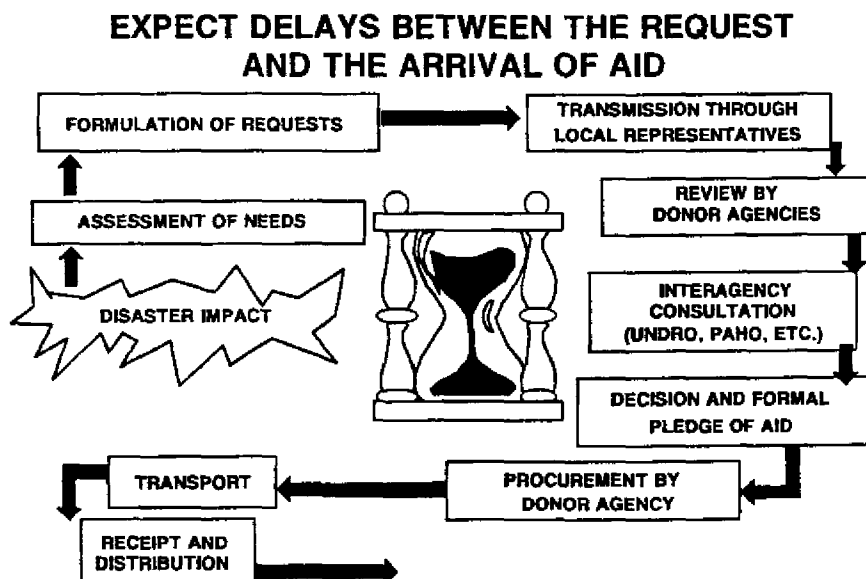 EXPECT DELAYS BETWEEN THE REQUEST
AND THE ARRIVAL OF AID
DISASTER IMPACT
ASSESSMENT OF NEEDS
FORMULATION OF REQUESTS
TRANSMISSION THROUGH
LOCAL REPRESENTATIVES
REVIEW BY
DONOR AGENCIES
INTERAGENCY
CONSULTATION
(UNDRO, PAHO, ETC.)
DECISION AND FORMAL
PLEDGE OF AID
PROCUREMENT BY
DONOR AGENCY
TRANSPORT
RECEIPT AND
DISTRIBUTION